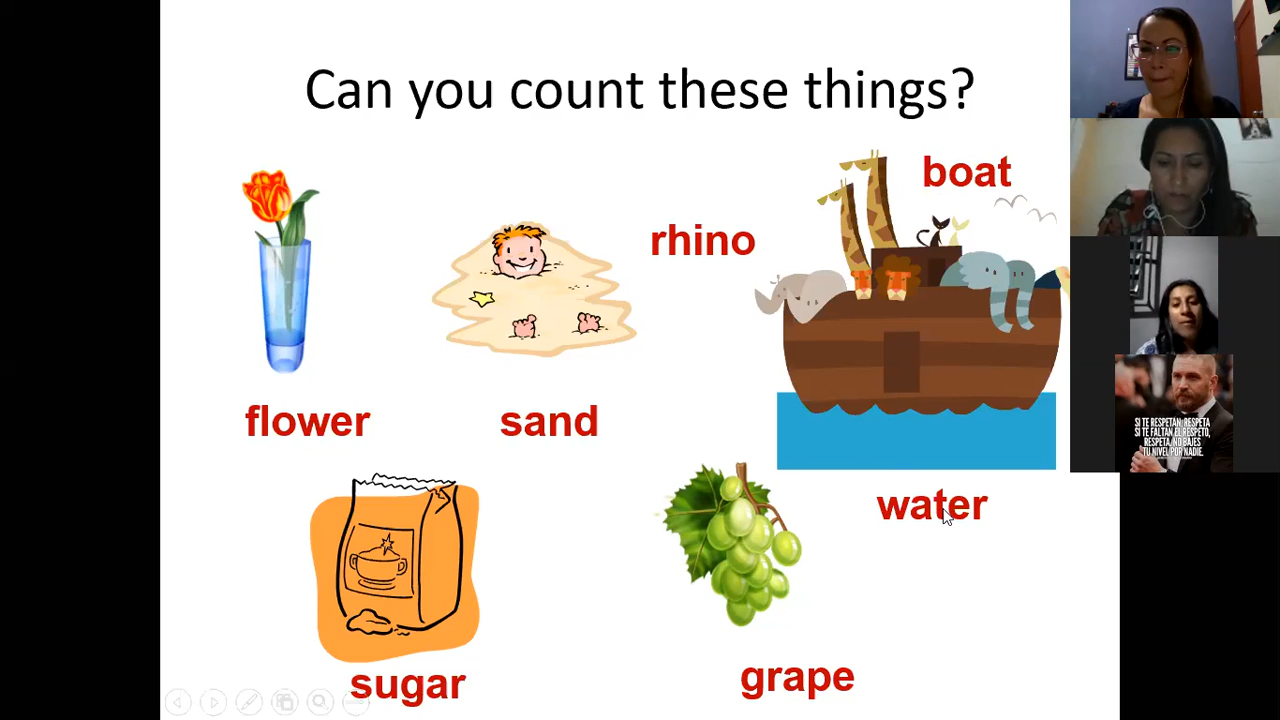 Can you count these things?
boat
rhino
flower
sand
water
sugar
grape
SI TE RESPETAN, RESPETA
SI TE FALTAN EL RESPETO,
RESPETA, NO BAJES
TU NIVEL POR NADIE.